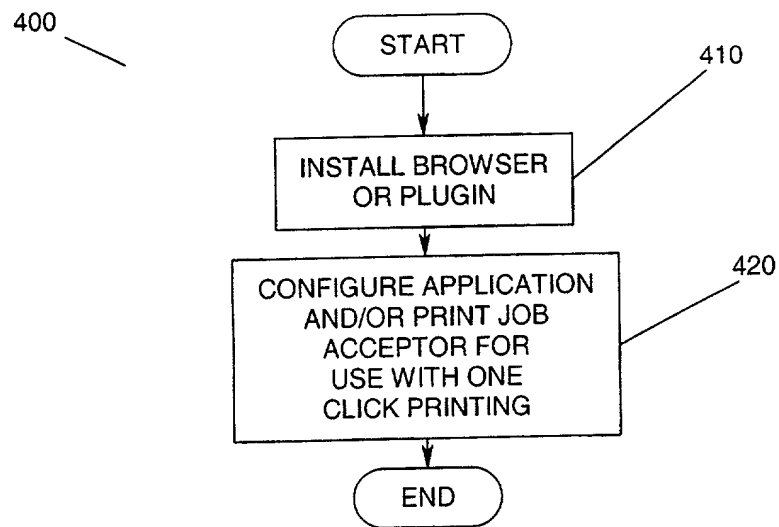 400
START
410
INSTALL BROWSER
OR PLUGIN
CONFIGURE APPLICATION
AND/OR PRINT JOB
ACCEPTOR FOR
USE WITH ONE
CLICK PRINTING
420
END